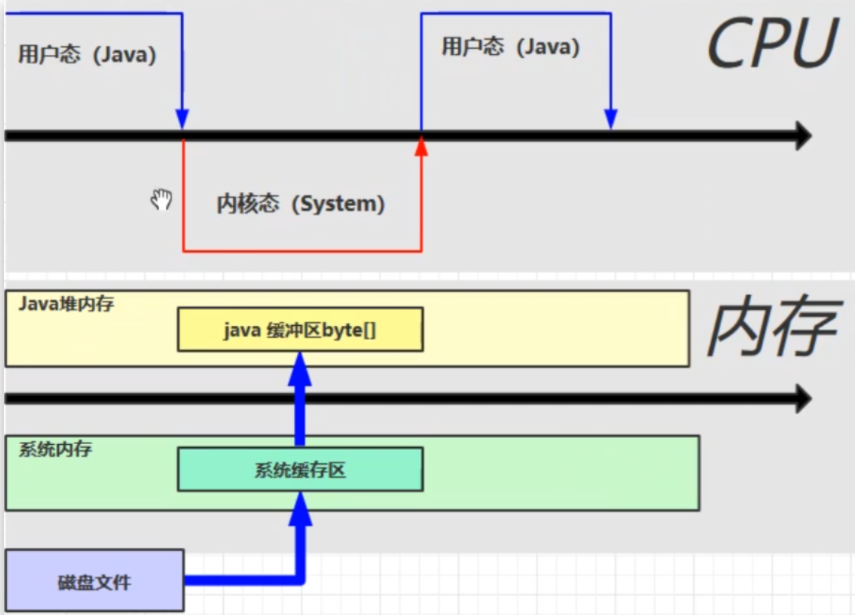 用户态（Java）
用户态（Java）
CPU
内核态（System）
Java堆内存
java 缓冲区byte[]
内存
系统内存
系统缓存区
磁盘文件